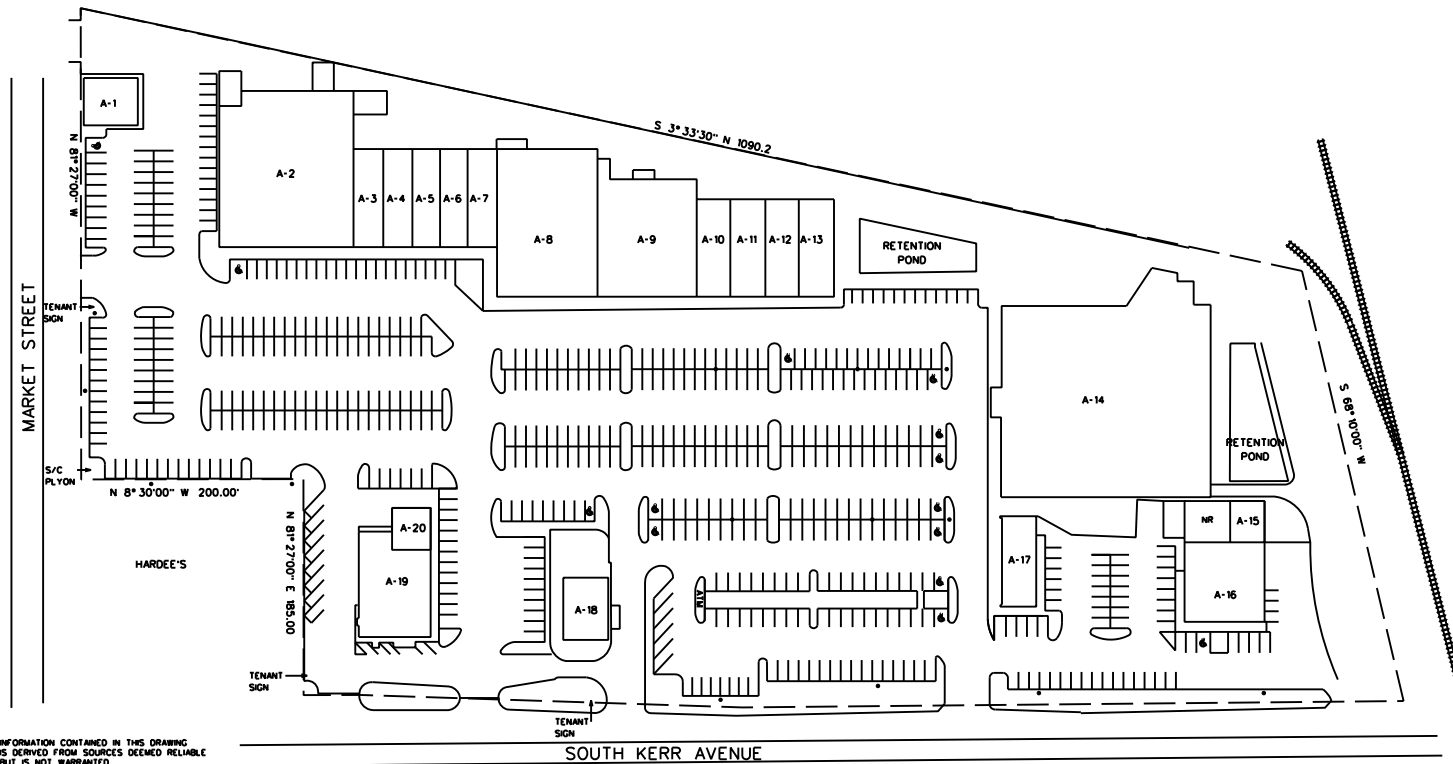 A-1
N 81°27'00" W
A-2
A-3
A-4
A-5
A-6
A-7
A-8
A-9
A-10
A-11
A-12
A-13
S 3°33'30" N 1090.2
RETENTION
POND
MARKET STREET
TENANT
SIGN
S/C
PLYON
N 8°30'00" W 200.00'
HARDEE'S
N 81°27'00" E 185.00
TENANT
SIGN
A-20
A-19
A-18
ATM
TENANT
SIGN
A-14
RETENTION
POND
S 68°10'00" W
A-17
NR
A-15
A-16
INFORMATION CONTAINED IN THIS DRAWING
IS DERIVED FROM SOURCES DEEMED RELIABLE
BUT IS NOT WARRANTED
SOUTH KERR AVENUE